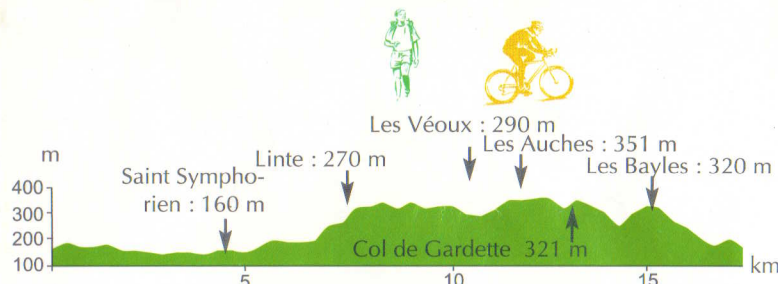 Les Véoux : 290 m
Les Auches : 351 m
Linte : 270 m
Les Bayles : 320 m
Saint Sympho-
rien : 160 m
m
400
300
200
100
Col de Gardette 321 m
5
10
15
km